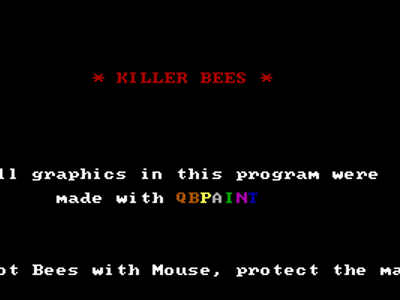 * KILLER BEES *
ll graphics in this program were
made with QBPAINT
ot Bees with Mouse, protect the ma